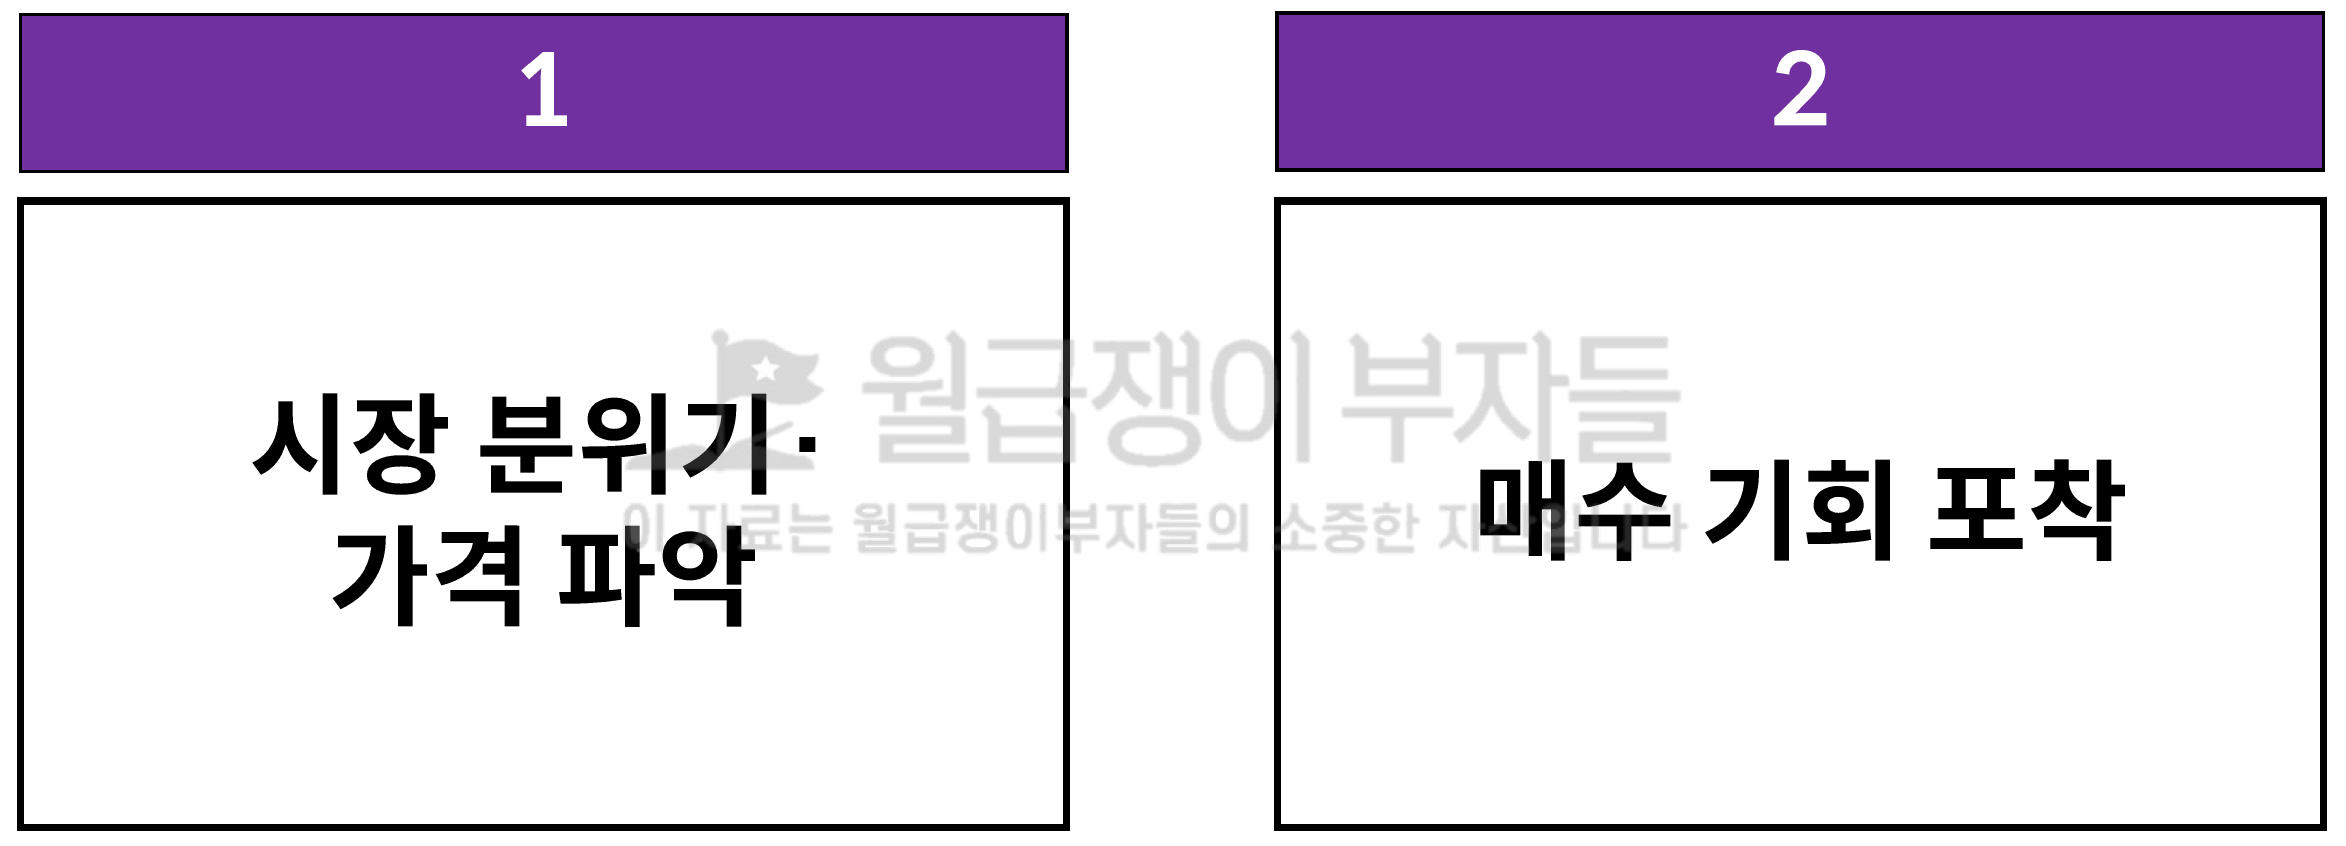 1
시장 분위기·
가격 파악
2
매수 기회 포착
월급쟁이 부자들
이 자료는 월급쟁이부자들의 소중한 자산입니다